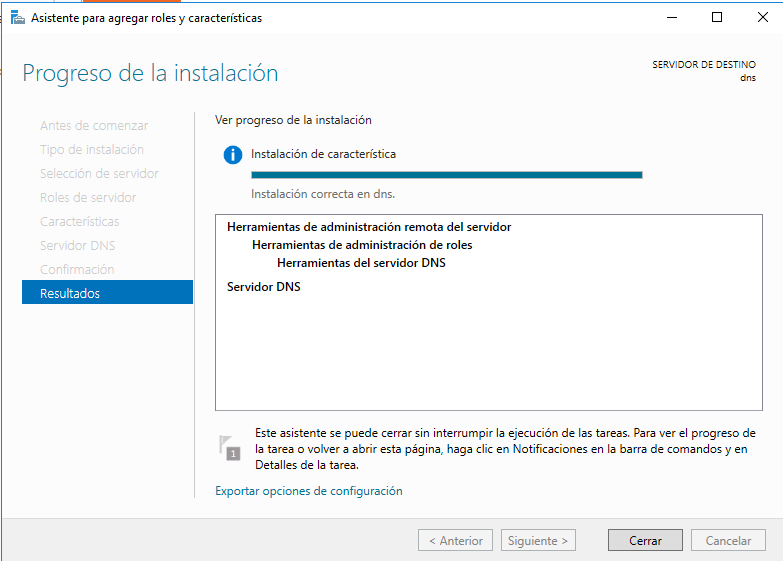 Asistente para agregar roles y características
Progreso de la instalación
SERVIDOR DE DESTINO
dns
Antes de comenzar
Tipo de instalación
Selección de servidor
Roles de servidor
Características
Servidor DNS
Confirmación
Resultados
Ver progreso de la instalación
Instalación de característica
Instalación correcta en dns.
Herramientas de administración remota del servidor
Herramientas de administración de roles
Herramientas del servidor DNS
Servidor DNS
1
Este asistente se puede cerrar sin interrumpir la ejecución de las tareas. Para ver el progreso de
la tarea o volver a abrir esta página, haga clic en Notificaciones en la barra de comandos y en
Detalles de la tarea.
Exportar opciones de configuración
< Anterior
Siguiente >
Cerrar
Cancelar